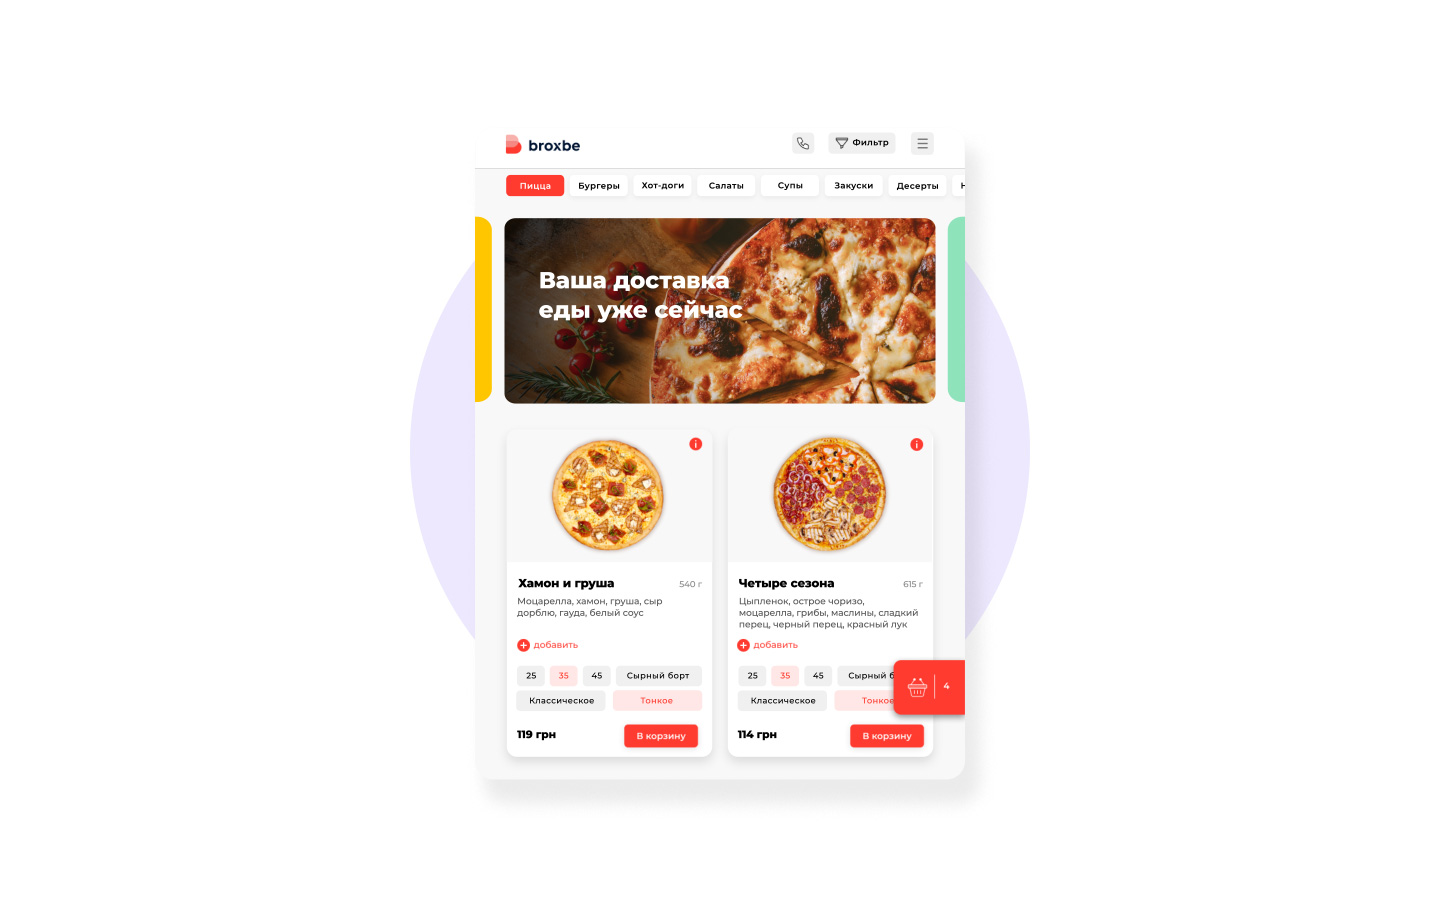 broxbe
Фильтр
Пицца Бургеры Хот-доги Салаты Супы Закуски Десерты
Ваша доставка
еды уже сейчас
Хамон и груша 540 г
Моцарелла, хамон, груша, сыр
дорблю, гауда, белый соус
добавить
25 35 45 Сырный борт
Классическое Тонкое
119 грн В корзину
Четыре сезона 615 г
Цыпленок, острое чоризо,
моцарелла, грибы, маслины, сладкий
перец, черный перец, красный лук
добавить
25 35 45 Сырный
Классическое Тонкое
114 грн В корзину
4